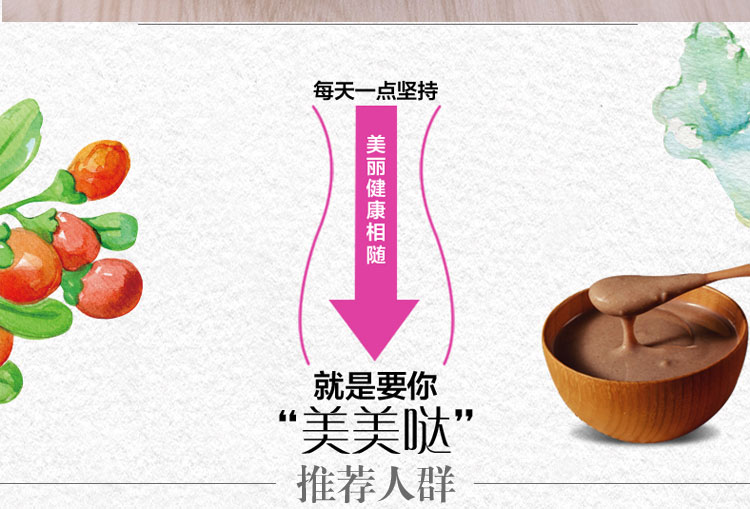 每天一点坚持
美丽健康相随
就是要你
“美美哒”
推荐人群